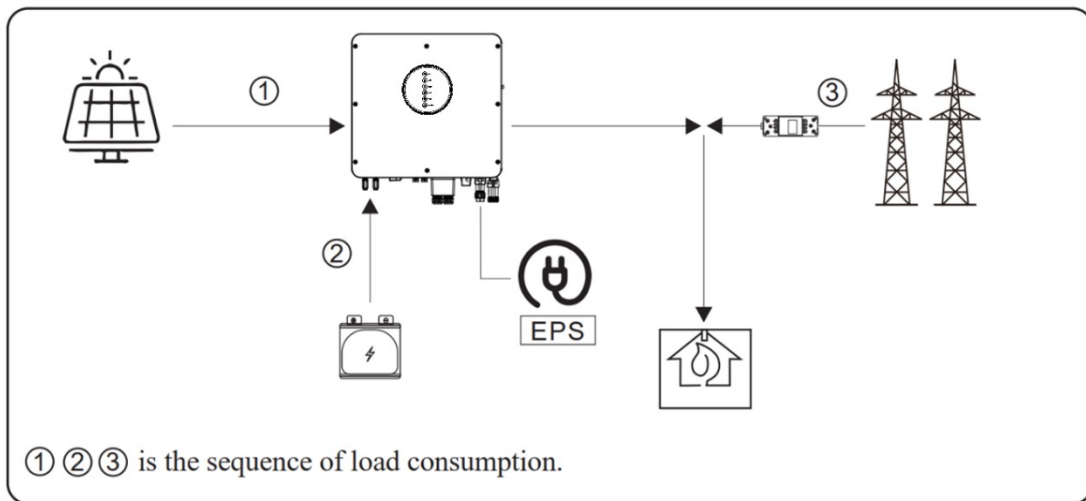 ①
③
②
EPS
① ② ③ is the sequence of load consumption.